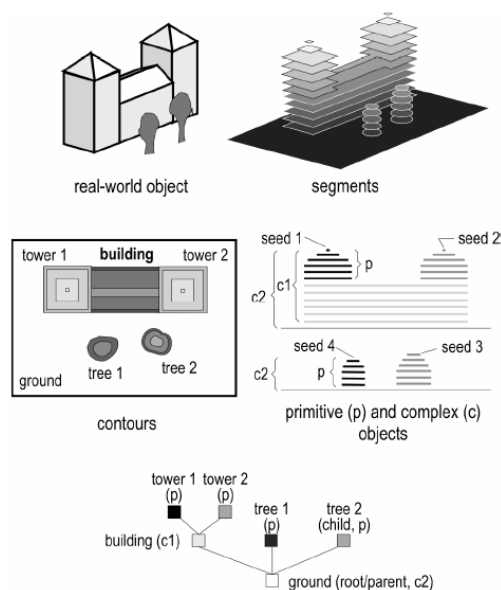 real-world object
segments
tower 1 building tower 2
tree 1
tree 2
ground
contours
seed 1
seed 2
p
c1
c2
seed 4
seed 3
c2
p
primitive (p) and complex (c)
objects
tower 1 tower 2
(p) (p)
tree 1
(p)
tree 2
(child, p)
building (c1)
ground (root/parent, c2)